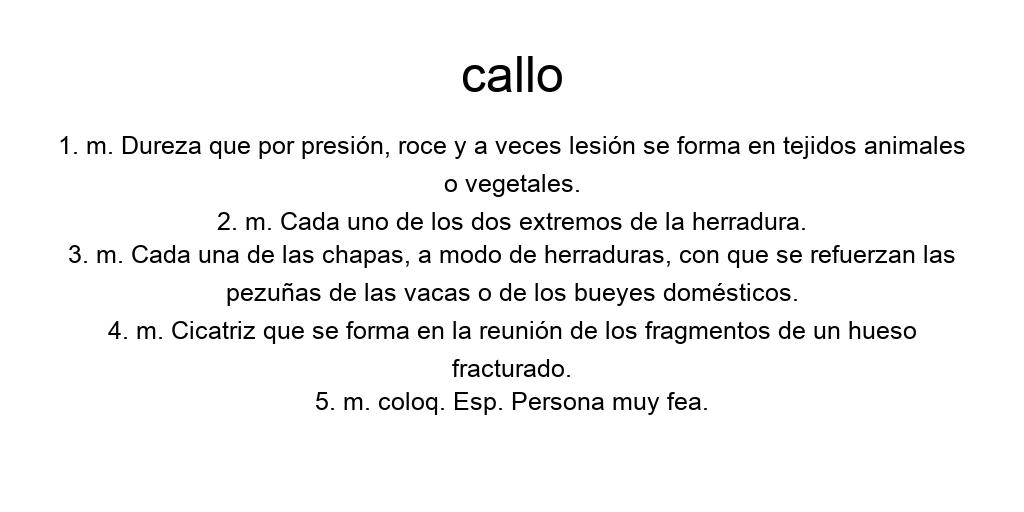 callo
1. m. Dureza que por presión, roce y a veces lesión se forma en tejidos animales
o vegetales.
2. m. Cada uno de los dos extremos de la herradura.
3. m. Cada una de las chapas, a modo de herraduras, con que se refuerzan las
pezuñas de las vacas o de los bueyes domésticos.
4. m. Cicatriz que se forma en la reunión de los fragmentos de un hueso
fracturado.
5. m. coloq. Esp. Persona muy fea.